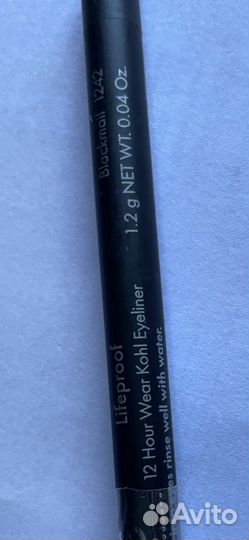 Blackmail 1242
1.2 g NET WT. 0.04 Oz.
Lifeproof
12 Hour Wear Kohl Eyeliner
es rinse well with water.
Avito